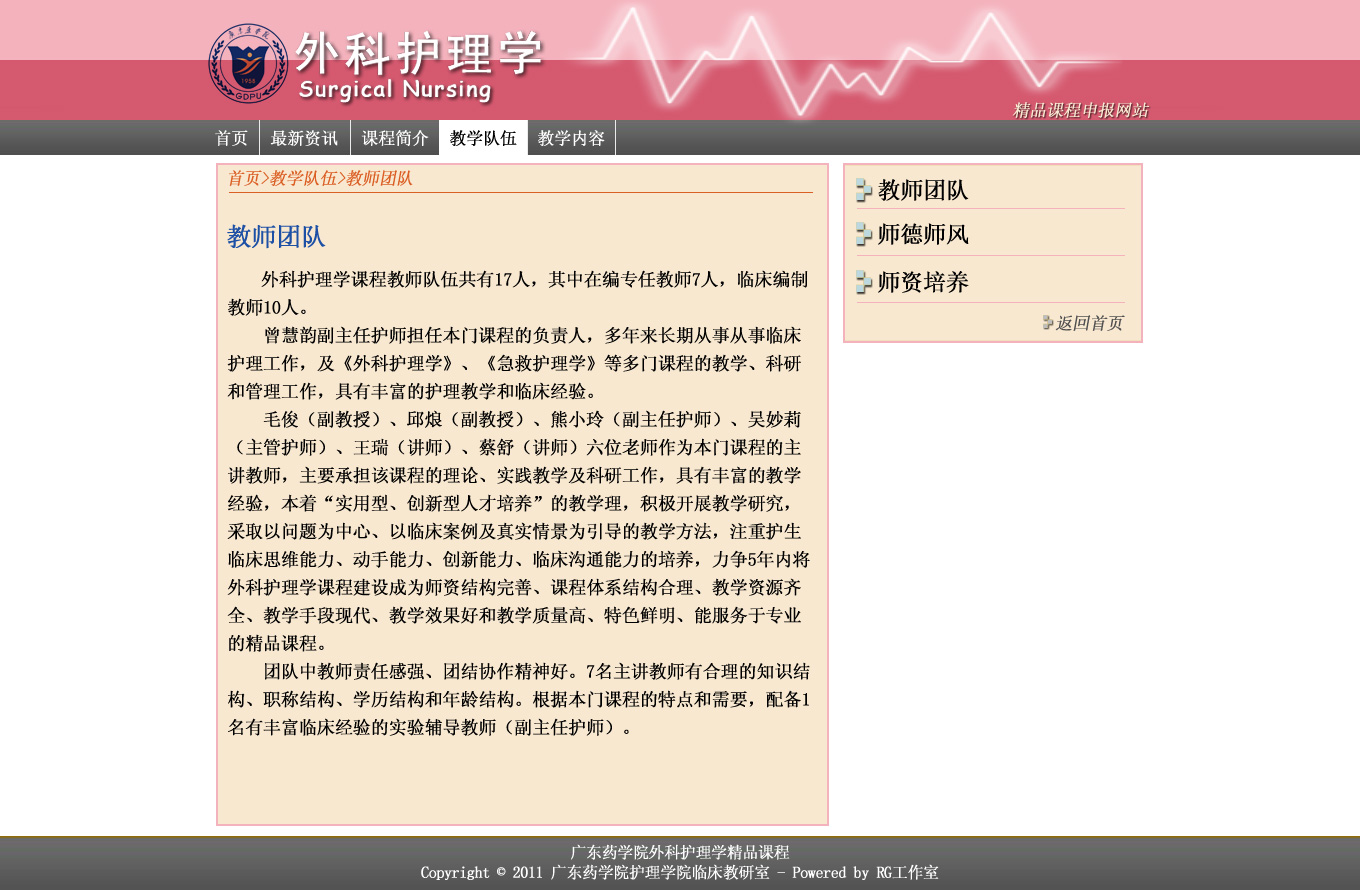 广东药学院
1958
GDPU
外科护理学
Surgical Nursing
精品课程申报网站
首页 最新资讯 课程简介 教学队伍 教学内容
首页>教学队伍>教师团队
教师团队
外科护理学课程教师队伍共有17人，其中在编专任教师7人，临床编制
教师10人。
曾慧韵副主任护师担任本门课程的负责人，多年来长期从事从事临床
护理工作，及《外科护理学》、《急救护理学》等多门课程的教学、科研
和管理工作，具有丰富的护理教学和临床经验。
毛俊（副教授）、邱烺（副教授）、熊小玲（副主任护师）、吴妙莉
（主管护师）、王瑞（讲师）、蔡舒（讲师）六位老师作为本门课程的主
讲教师，主要承担该课程的理论、实践教学及科研工作，具有丰富的教学
经验，本着“实用型、创新型人才培养”的教学理，积极开展教学研究，
采取以问题为中心、以临床案例及真实情景为引导的教学方法，注重护生
临床思维能力、动手能力、创新能力、临床沟通能力的培养，力争5年内将
外科护理学课程建设成为师资结构完善、课程体系结构合理、教学资源齐
全、教学手段现代、教学效果好和教学质量高、特色鲜明、能服务于专业
的精品课程。
团队中教师责任感强、团结协作精神好。7名主讲教师有合理的知识结
构、职称结构、学历结构和年龄结构。根据本门课程的特点和需要，配备1
名有丰富临床经验的实验辅导教师（副主任护师）。
教师团队
师德师风
师资培养
返回首页
广东药学院外科护理学精品课程
Copyright © 2011 广东药学院护理学院临床教研室 - Powered by RG工作室